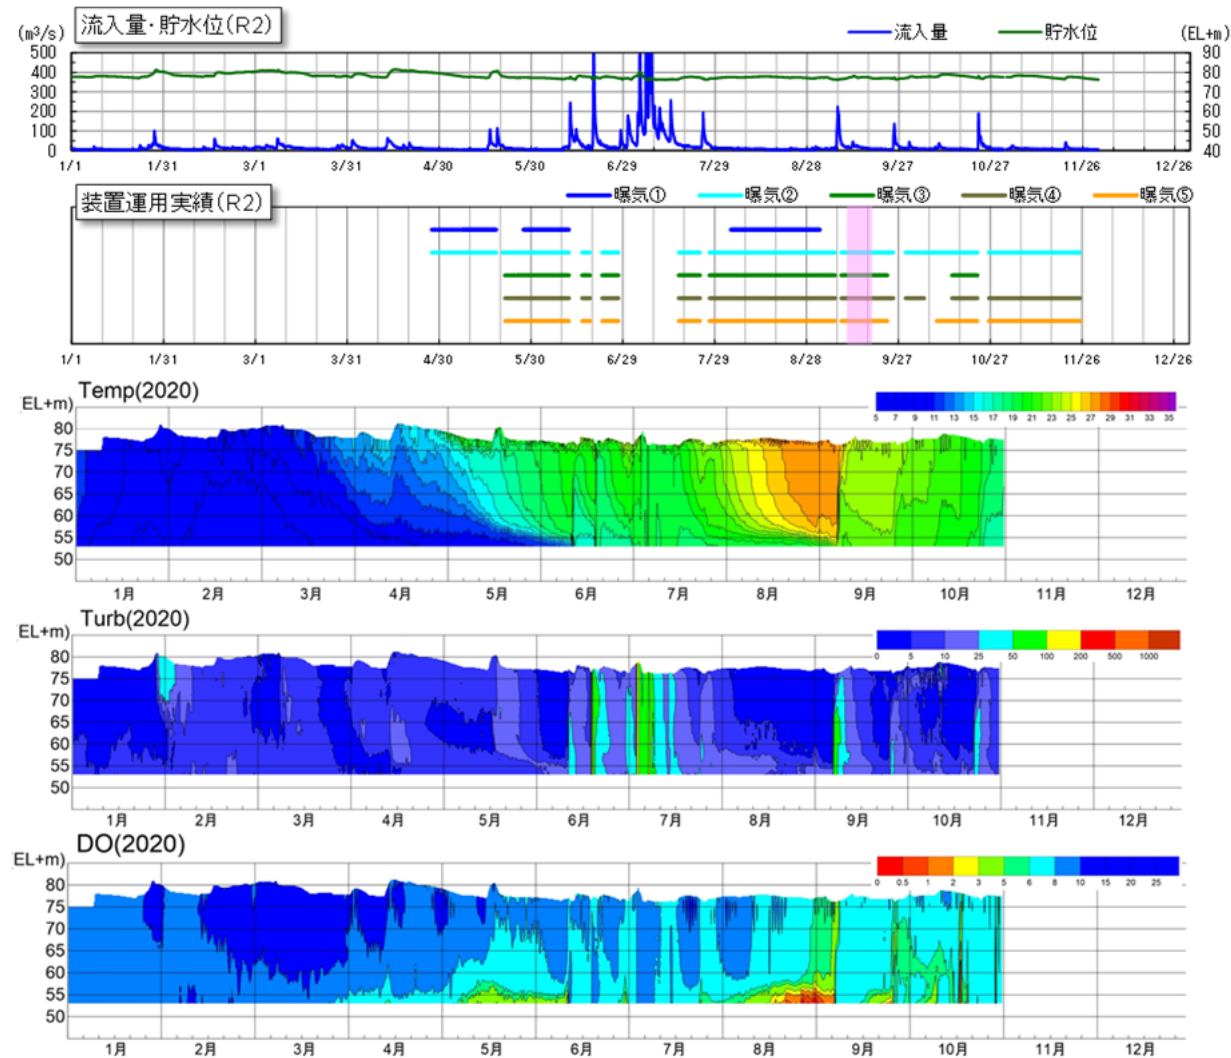 流入量・貯水位(R2)
(m³/s) 流入量 貯水位 (EL+m)
500 90
400 80
300 70
200 60
100 50
0 40
1/1 1/31 3/1 3/31 4/30 5/30 6/29 7/29 8/28 9/27 10/27 11/26 12/26
装置運用実績(R2)
曝気① 曝気② 曝気③ 曝気④ 曝気⑤
1/1 1/31 3/1 3/31 4/30 5/30 6/29 7/29 8/28 9/27 10/27 11/26 12/26
Temp(2020)
EL+m)
5 7 9 11 13 15 17 19 21 23 25 27 29 31 33 35
80
75
70
65
60
55
50
1月 2月 3月 4月 5月 6月 7月 8月 9月 10月 11月 12月
Turb(2020)
EL+m)
0 5 10 25 50 100 200 500 1000
80
75
70
65
60
55
50
1月 2月 3月 4月 5月 6月 7月 8月 9月 10月 11月 12月
DO(2020)
EL+m)
0 0.5 1 2 3 5 6 8 10 15 20 25
80
75
70
65
60
55
50
1月 2月 3月 4月 5月 6月 7月 8月 9月 10月 11月 12月